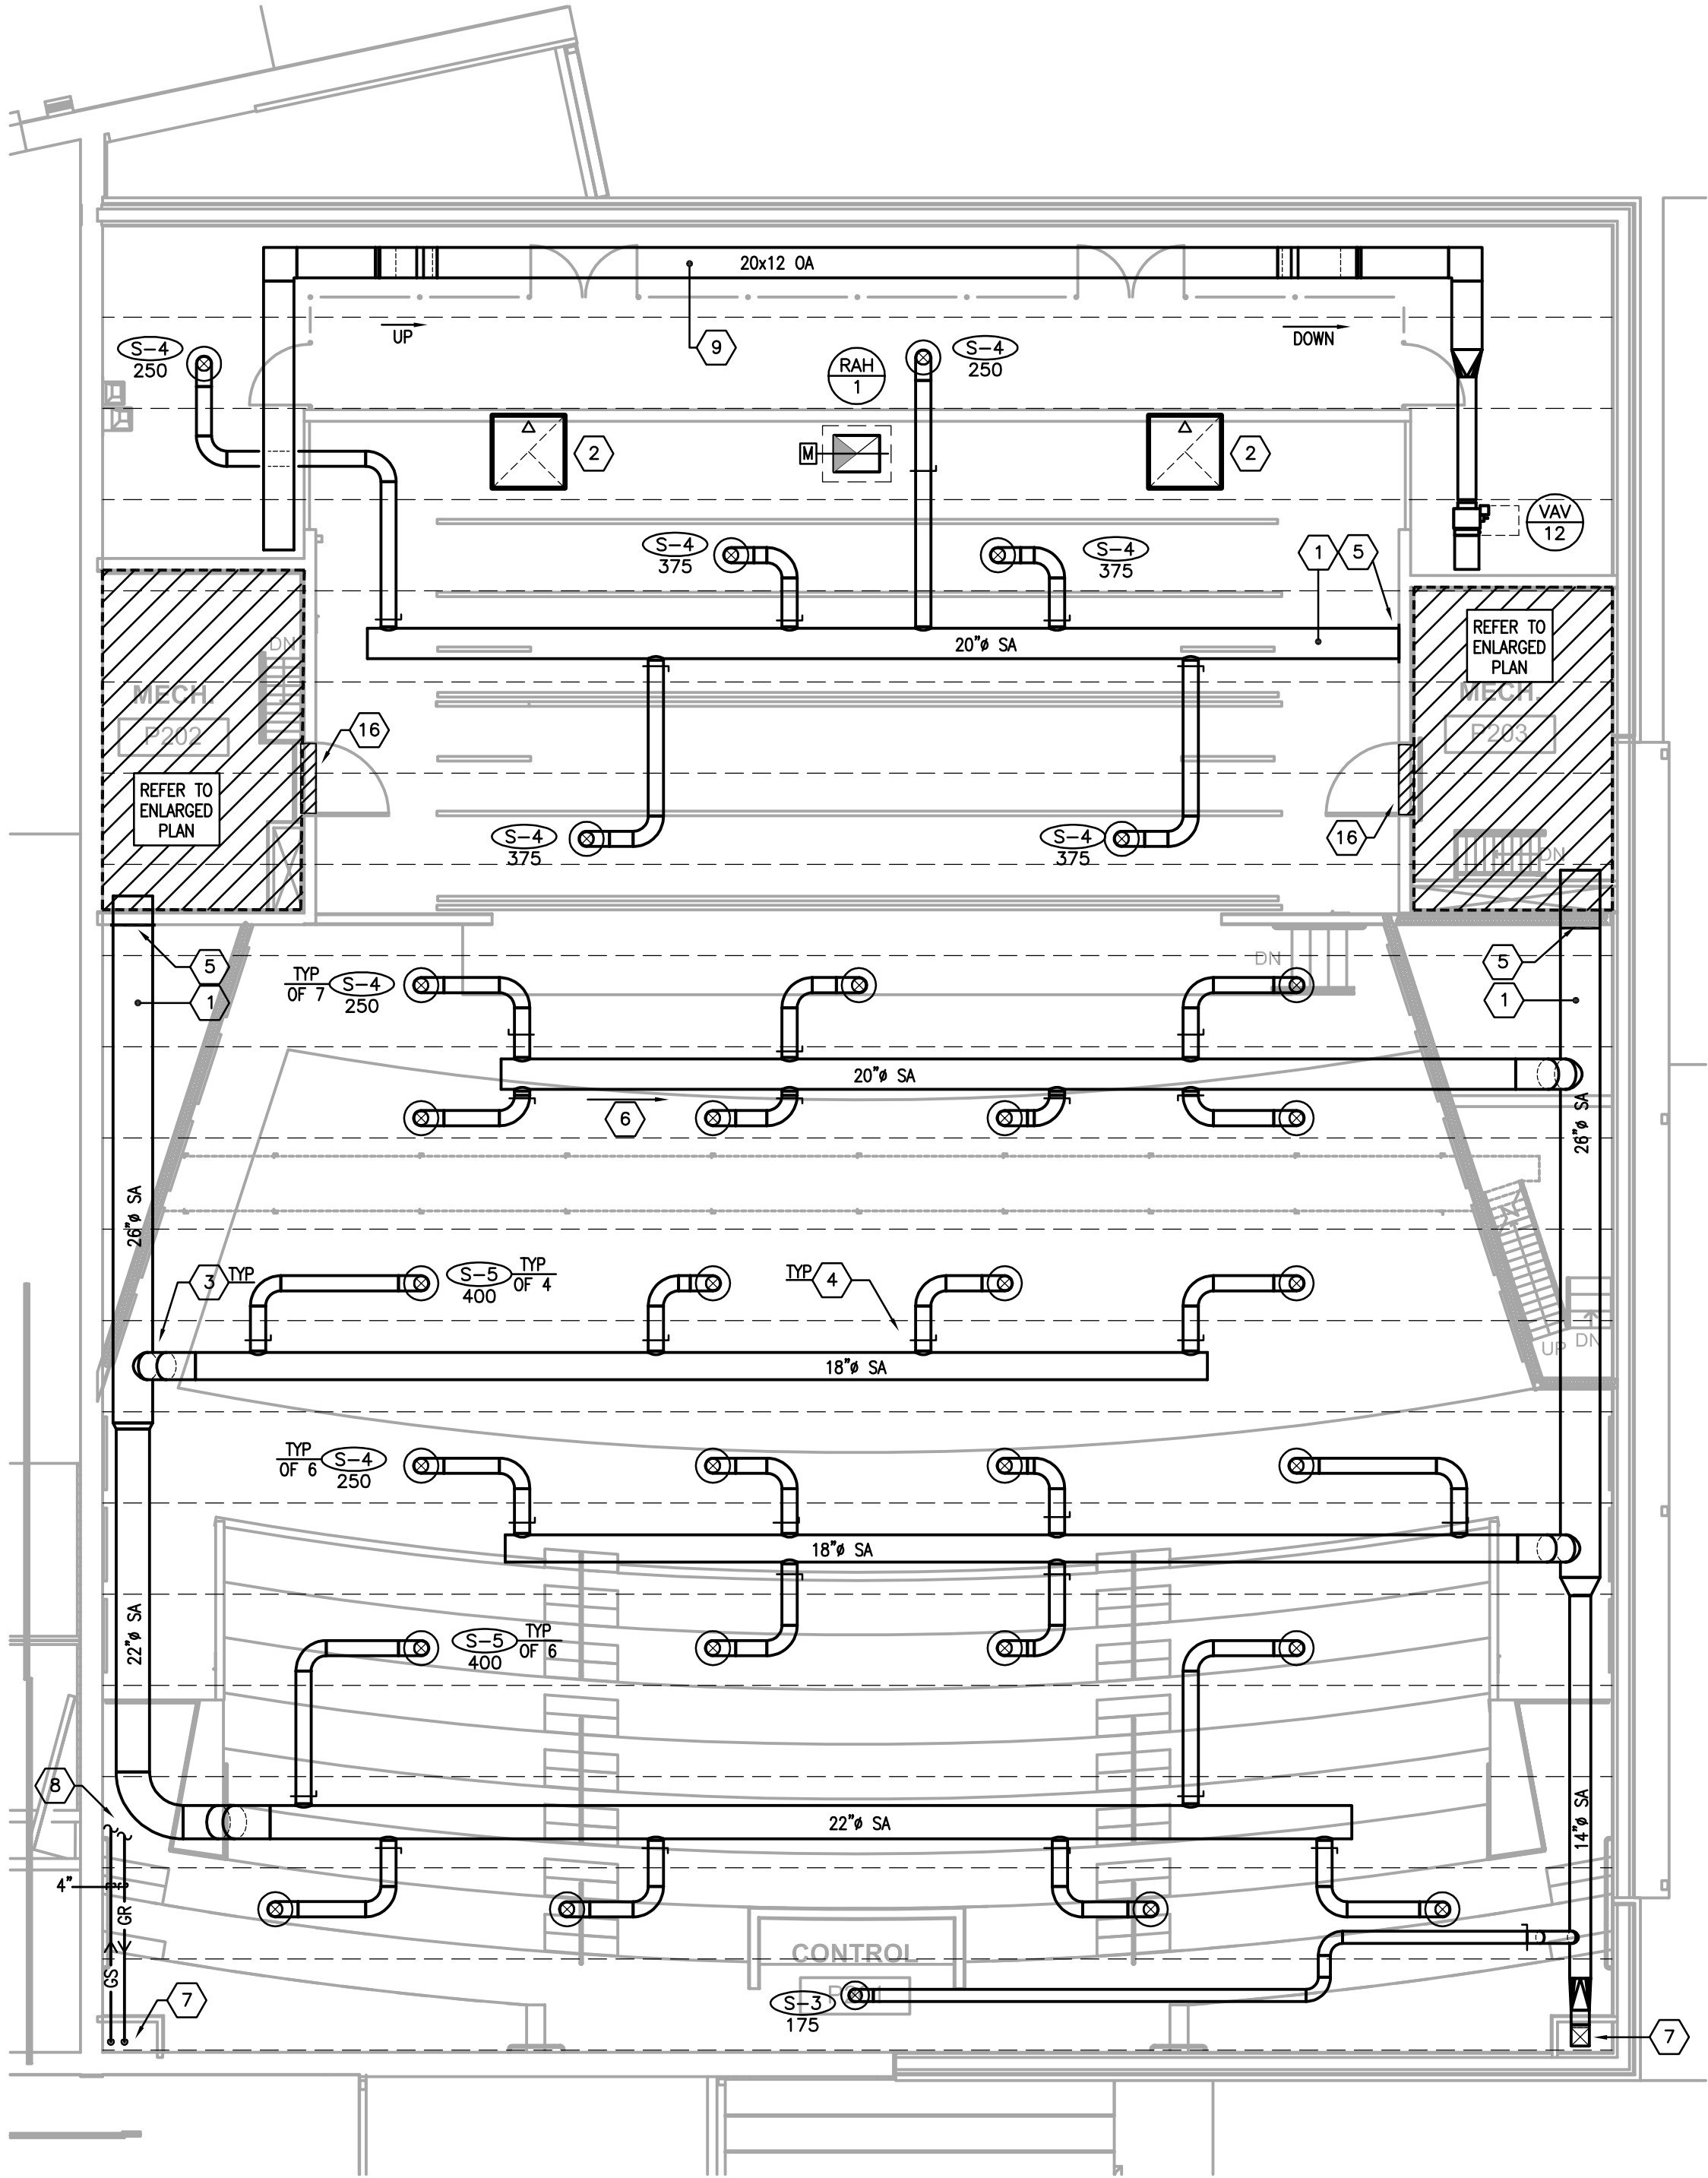 20x12 OA
UP
9
DOWN
S-4
250
RAH
1
S-4
250
2
M
2
VAV
12
S-4
375
S-4
375
1
5
20"ø SA
DN
MECH.
P202
REFER TO
ENLARGED
PLAN
16
REFER TO
ENLARGED
PLAN
MECH.
P203
DN
16
S-4
375
S-4
375
5
1
TYP
OF 7
S-4
250
DN
5
1
20"ø SA
6
26"ø SA
26"ø SA
3
TYP
S-5
400
TYP
OF 4
TYP
4
UP
DN
18"ø SA
TYP
OF 6
S-4
250
18"ø SA
22"ø SA
S-5
400
TYP
OF 6
8
22"ø SA
14"ø SA
4"
GR
GS
CONTROL
S-3
175
7
7